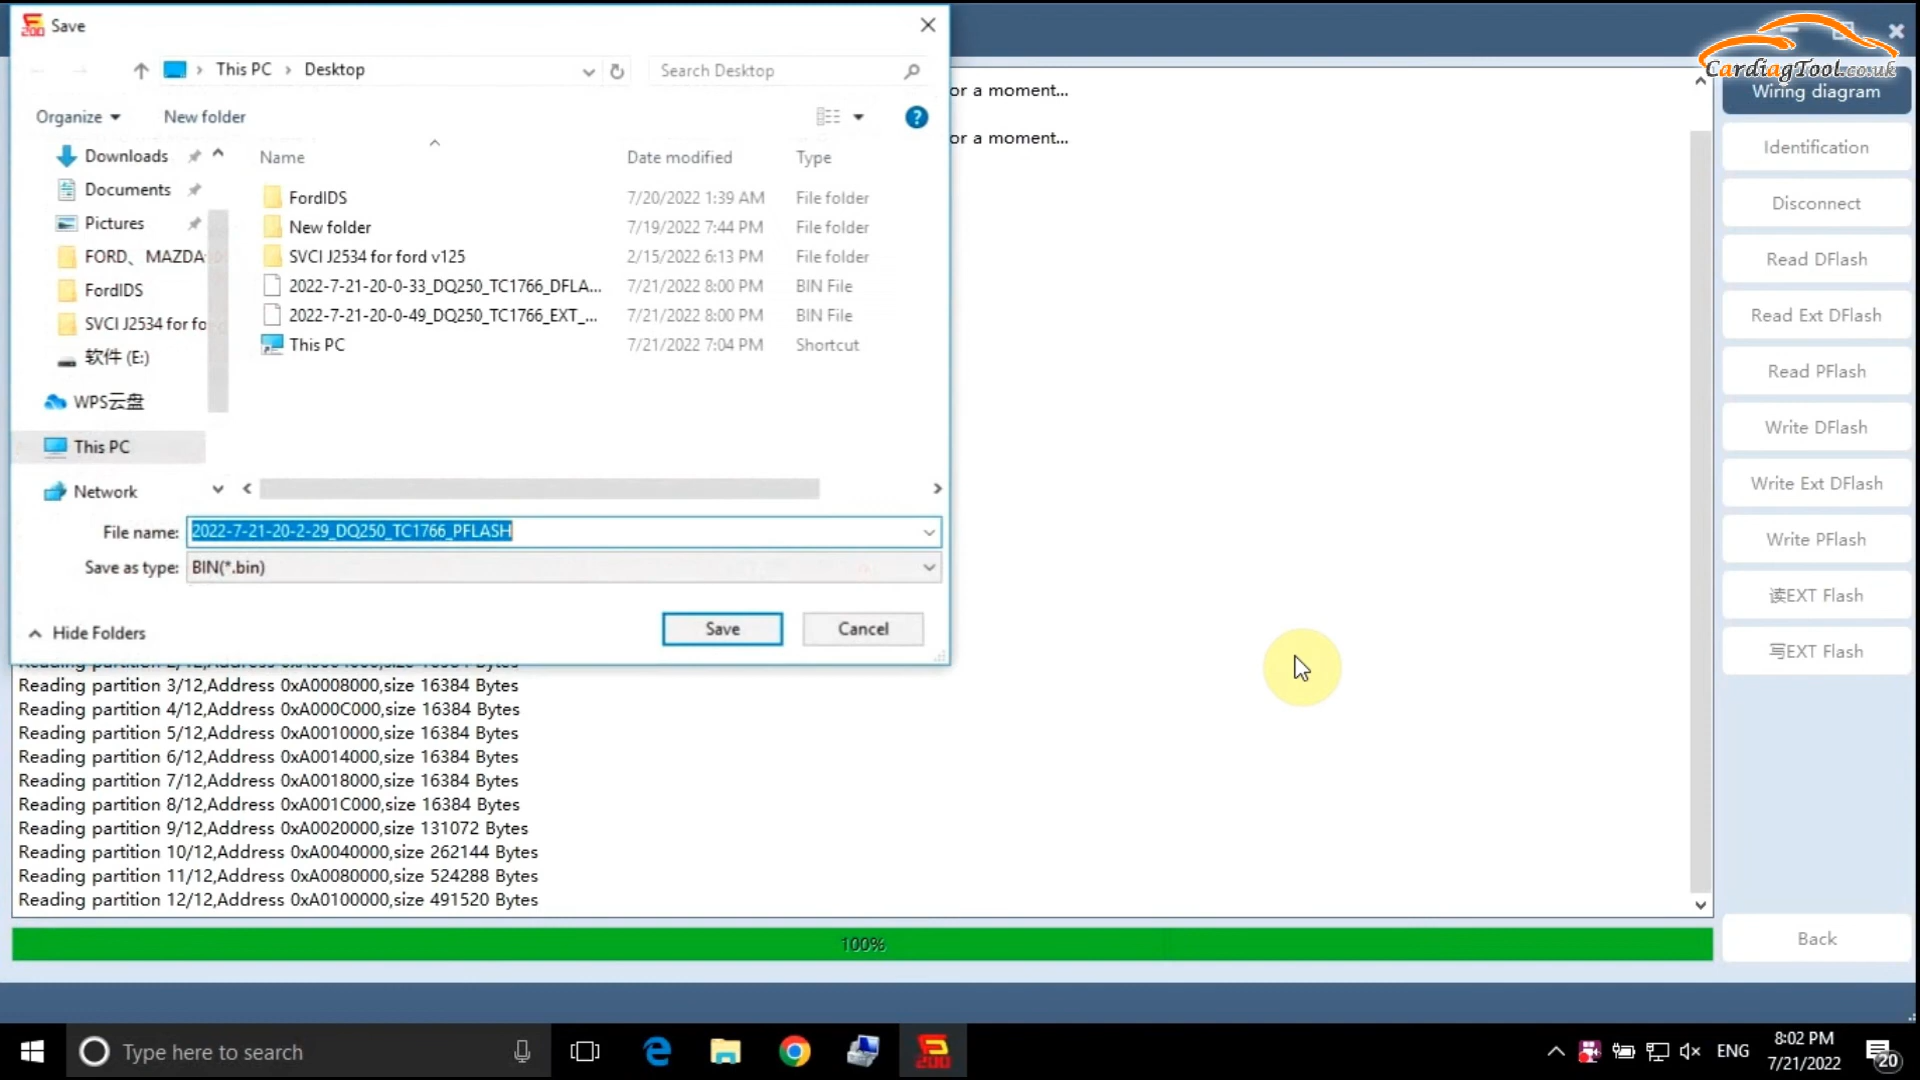 Save
This PC > Desktop
Search Desktop
Organize
New folder
Downloads
Documents
Pictures
FORD、MAZDA
FordIDS
SVCI J2534 for fo
软件 (E:)
WPS云盘
This PC
Network
Name Date modified Type
FordIDS 7/20/2022 1:39 AM File folder
New folder 7/19/2022 7:44 PM File folder
SVCI J2534 for ford v125 2/15/2022 6:13 PM File folder
2022-7-21-20-0-33_DQ250_TC1766_DFLA... 7/21/2022 8:00 PM BIN File
2022-7-21-20-0-49_DQ250_TC1766_EXT_... 7/21/2022 8:00 PM BIN File
This PC 7/21/2022 7:04 PM Shortcut
File name: 2022-7-21-20-2-29_DQ250_TC1766_PFLASH
Save as type: BIN(*.bin)
Hide Folders
Save
Cancel
or a moment...
or a moment...
Reading partition 3/12,Address 0xA0008000,size 16384 Bytes
Reading partition 4/12,Address 0xA000C000,size 16384 Bytes
Reading partition 5/12,Address 0xA0010000,size 16384 Bytes
Reading partition 6/12,Address 0xA0014000,size 16384 Bytes
Reading partition 7/12,Address 0xA0018000,size 16384 Bytes
Reading partition 8/12,Address 0xA001C000,size 16384 Bytes
Reading partition 9/12,Address 0xA0020000,size 131072 Bytes
Reading partition 10/12,Address 0xA0040000,size 262144 Bytes
Reading partition 11/12,Address 0xA0080000,size 524288 Bytes
Reading partition 12/12,Address 0xA0100000,size 491520 Bytes
100%
CardiagTool.co.uk
Wiring diagram
Identification
Disconnect
Read DFlash
Read Ext DFlash
Read PFlash
Write DFlash
Write Ext DFlash
Write PFlash
读EXT Flash
写EXT Flash
Back
Type here to search
ENG
8:02 PM
7/21/2022
20